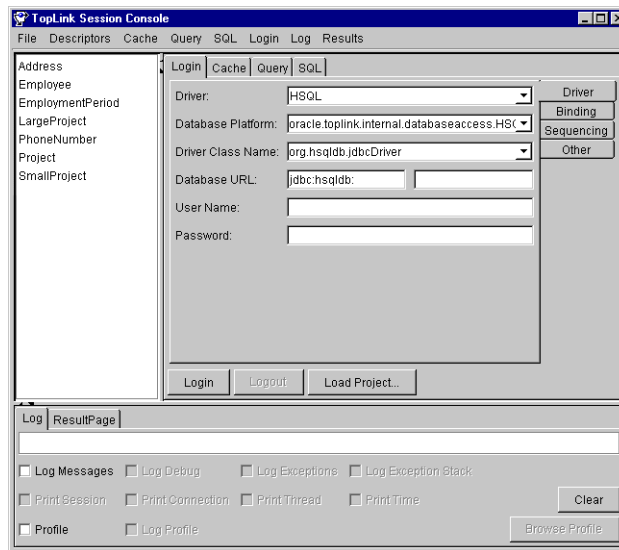 TopLink Session Console
File Descriptors Cache Query SQL Login Log Results
Address
Employee
EmploymentPeriod
LargeProject
PhoneNumber
Project
SmallProject
Login Cache Query SQL
Driver: HSQL
Database Platform: oracle.toplink.internal.databaseaccess.HS
Driver Class Name: org.hsqldb.jdbcDriver
Database URL: jdbc:hsqldb:
User Name:
Password:
Driver
Binding
Sequencing
Other
Login Logout Load Project...
Log ResultPage
Log Messages Log Debug Log Exceptions Log Exception Stack
Print Session Print Connection Print Thread Print Time Clear
Profile Log Profile Browse Profile